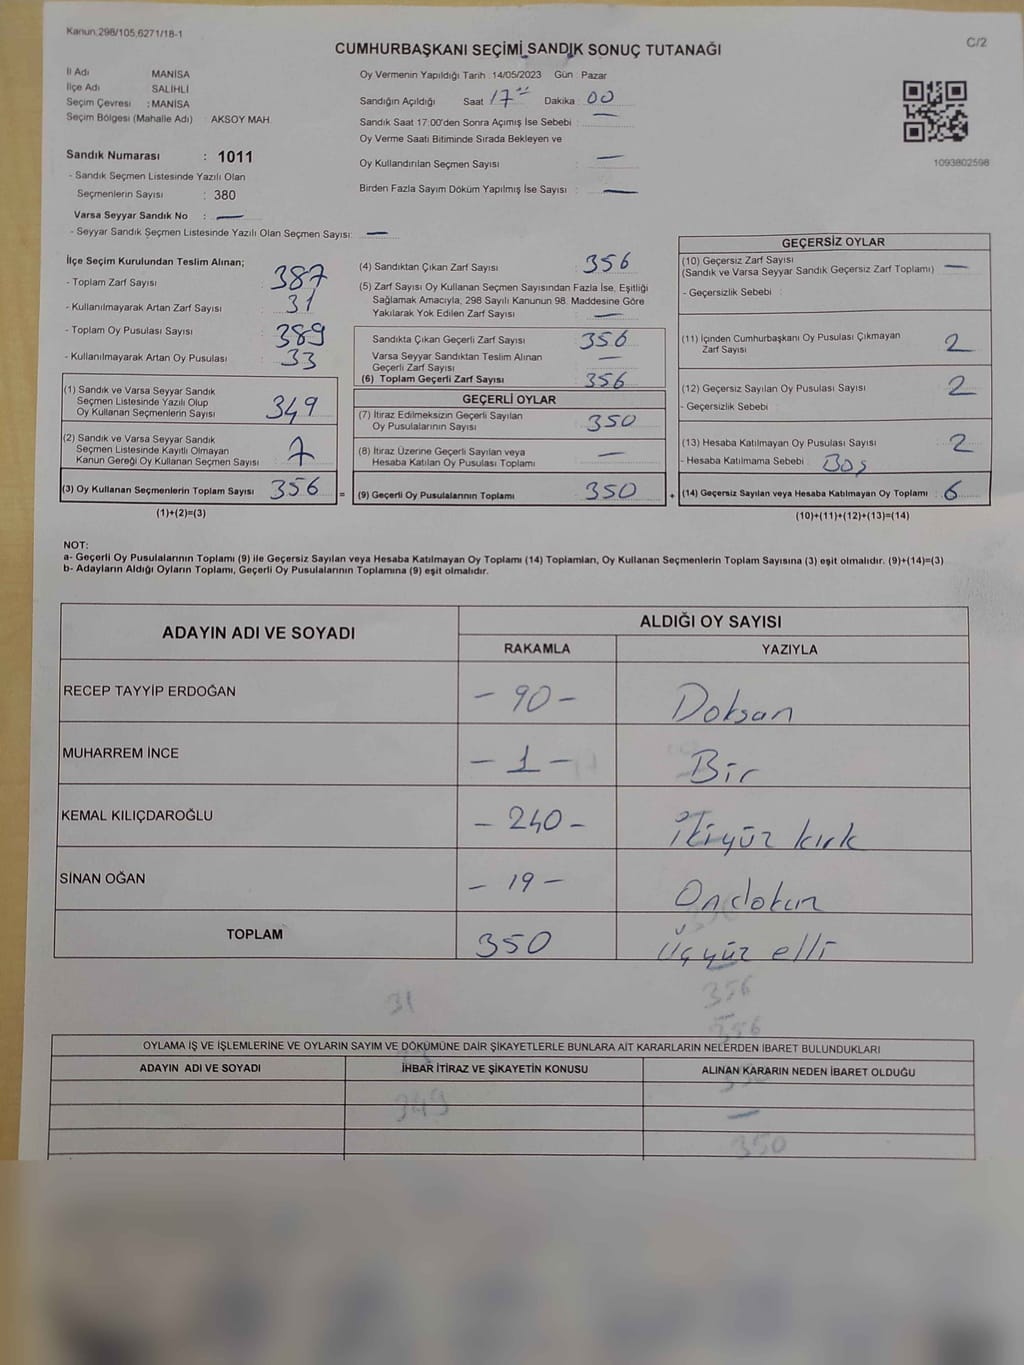 Kanun:298/105,6271/18-1
C/2
CUMHURBAŞKANI SEÇİMİ SANDIK SONUÇ TUTANAĞI
İl Adı MANİSA
İlçe Adı SALİHLİ
Seçim Çevresi : MANİSA
Seçim Bölgesi (Mahalle Adı) : AKSOY MAH.
Sandık Numarası : 1011
- Sandık Seçmen Listesinde Yazılı Olan
Seçmenlerin Sayısı : 380
Varsa Seyyar Sandık No : —
- Seyyar Sandık Seçmen Listesinde Yazılı Olan Seçmen Sayısı: —
Oy Vermenin Yapıldığı Tarih : 14/05/2023 Gün : Pazar
Sandığın Açıldığı Saat 17 Dakika 00
Sandık Saat 17:00'den Sonra Açımış İse Sebebi : —
Oy Verme Saati Bitiminde Sırada Bekleyen ve
Oy Kullandırılan Seçmen Sayısı : —
Birden Fazla Sayım Döküm Yapılmış İse Sayısı : —
1093802598
İlçe Seçim Kurulundan Teslim Alınan;
- Toplam Zarf Sayısı : 387
- Kullanılmayarak Artan Zarf Sayısı : 31
- Toplam Oy Pusulası Sayısı : 389
- Kullanılmayarak Artan Oy Pusulası : 33
(1) Sandık ve Varsa Seyyar Sandık
Seçmen Listesinde Yazılı Olup
Oy Kullanan Seçmenlerin Sayısı 349
(2) Sandık ve Varsa Seyyar Sandık
Seçmen Listesinde Kayıtlı Olmayan
Kanun Gereği Oy Kullanan Seçmen Sayısı : 7
(3) Oy Kullanan Seçmenlerin Toplam Sayısı 356 =
(1)+(2)=(3)
(4) Sandıktan Çıkan Zarf Sayısı : 356
(5) Zarf Sayısı Oy Kullanan Seçmen Sayısından Fazla İse, Eşitliği
Sağlamak Amacıyla, 298 Sayılı Kanunun 98. Maddesine Göre
Yakılarak Yok Edilen Zarf Sayısı : —
Sandıkta Çıkan Geçerli Zarf Sayısı : 356
Varsa Seyyar Sandıktan Teslim Alınan
Geçerli Zarf Sayısı : —
(6) Toplam Geçerli Zarf Sayısı : 356
GEÇERLİ OYLAR
(7) İtiraz Edilmeksizin Geçerli Sayılan
Oy Pusulalarının Sayısı : 350
(8) İtiraz Üzerine Geçerli Sayılan veya
Hesaba Katılan Oy Pusulası Toplamı : —
(9) Geçerli Oy Pusulalarının Toplamı : 350 +
GEÇERSİZ OYLAR
(10) Geçersiz Zarf Sayısı
(Sandık ve Varsa Seyyar Sandık Geçersiz Zarf Toplamı) : —
- Geçersizlik Sebebi :
(11) İçinden Cumhurbaşkanı Oy Pusulası Çıkmayan
Zarf Sayısı : 2
(12) Geçersiz Sayılan Oy Pusulası Sayısı : 2
- Geçersizlik Sebebi :
(13) Hesaba Katılmayan Oy Pusulası Sayısı : 2
- Hesaba Katılmama Sebebi : Boş
(14) Geçersiz Sayılan veya Hesaba Katılmayan Oy Toplamı : 6
(10)+(11)+(12)+(13)=(14)
NOT:
a- Geçerli Oy Pusulalarının Toplamı (9) ile Geçersiz Sayılan veya Hesaba Katılmayan Oy Toplamı (14) Toplamları, Oy Kullanan Seçmenlerin Toplam Sayısına (3) eşit olmalıdır. (9)+(14)=(3)
b- Adayların Aldığı Oyların Toplamı, Geçerli Oy Pusulalarının Toplamına (9) eşit olmalıdır.
ADAYIN ADI VE SOYADI
ALDIĞI OY SAYISI
RAKAMLA YAZIYLA
RECEP TAYYİP ERDOĞAN - 90 - Doksan
MUHARREM İNCE - 1 - Bir
KEMAL KILIÇDAROĞLU - 240 - İkiyüz kırk
SİNAN OĞAN - 19 - Ondokuz
TOPLAM 350 Üçyüz elli
31
356
356
OYLAMA İŞ VE İŞLEMLERİNE VE OYLARIN SAYIM VE DÖKÜMÜNE DAİR ŞİKAYETLERLE BUNLARA AİT KARARLARIN NELERDEN İBARET BULUNDUKLARI
ADAYIN ADI VE SOYADI İHBAR İTİRAZ VE ŞİKAYETİN KONUSU ALINAN KARARIN NEDEN İBARET OLDUĞU
349
350